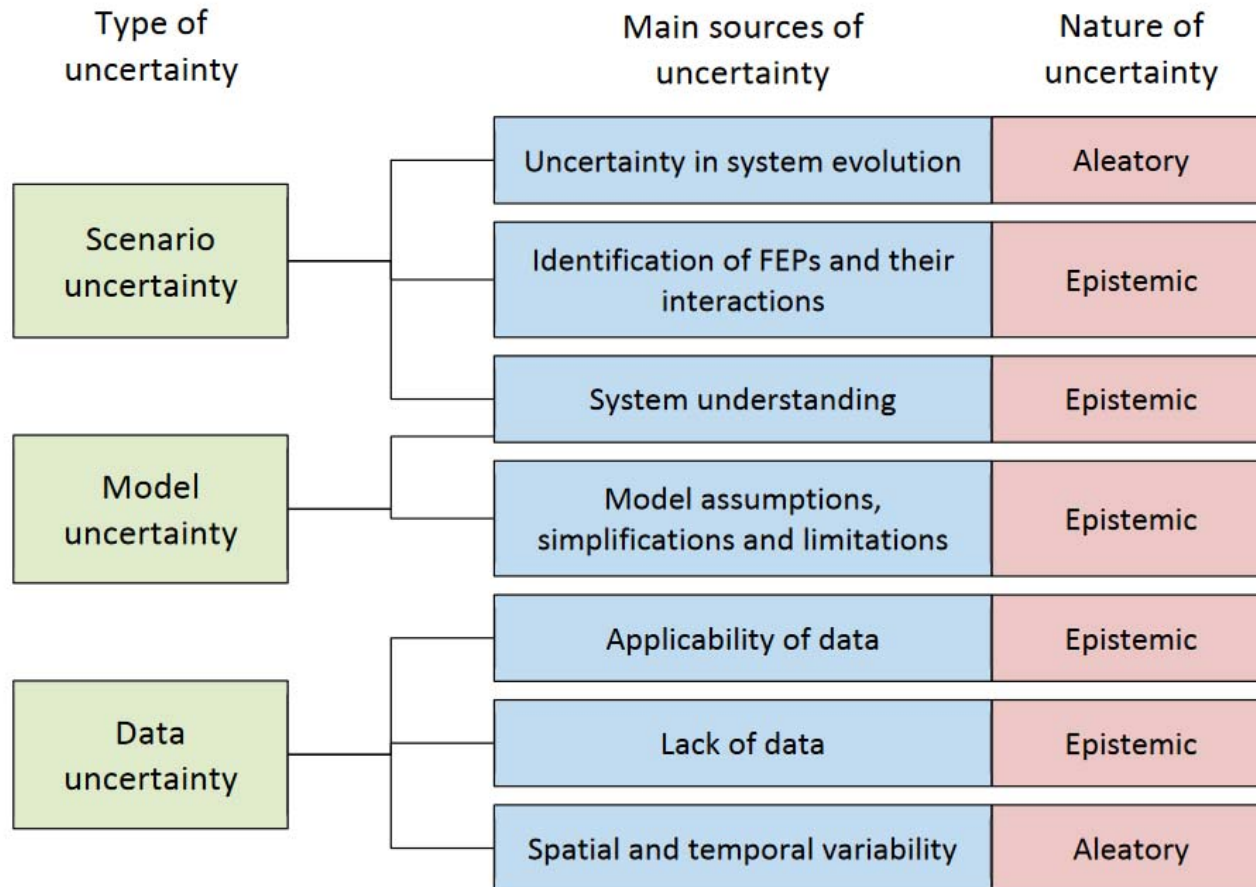 Type of
uncertainty
Main sources of
uncertainty
Nature of
uncertainty
Scenario
uncertainty
Uncertainty in system evolution
Aleatory
Identification of FEPs and their
interactions
Epistemic
System understanding
Epistemic
Model
uncertainty
Model assumptions,
simplifications and limitations
Epistemic
Data
uncertainty
Applicability of data
Epistemic
Lack of data
Epistemic
Spatial and temporal variability
Aleatory